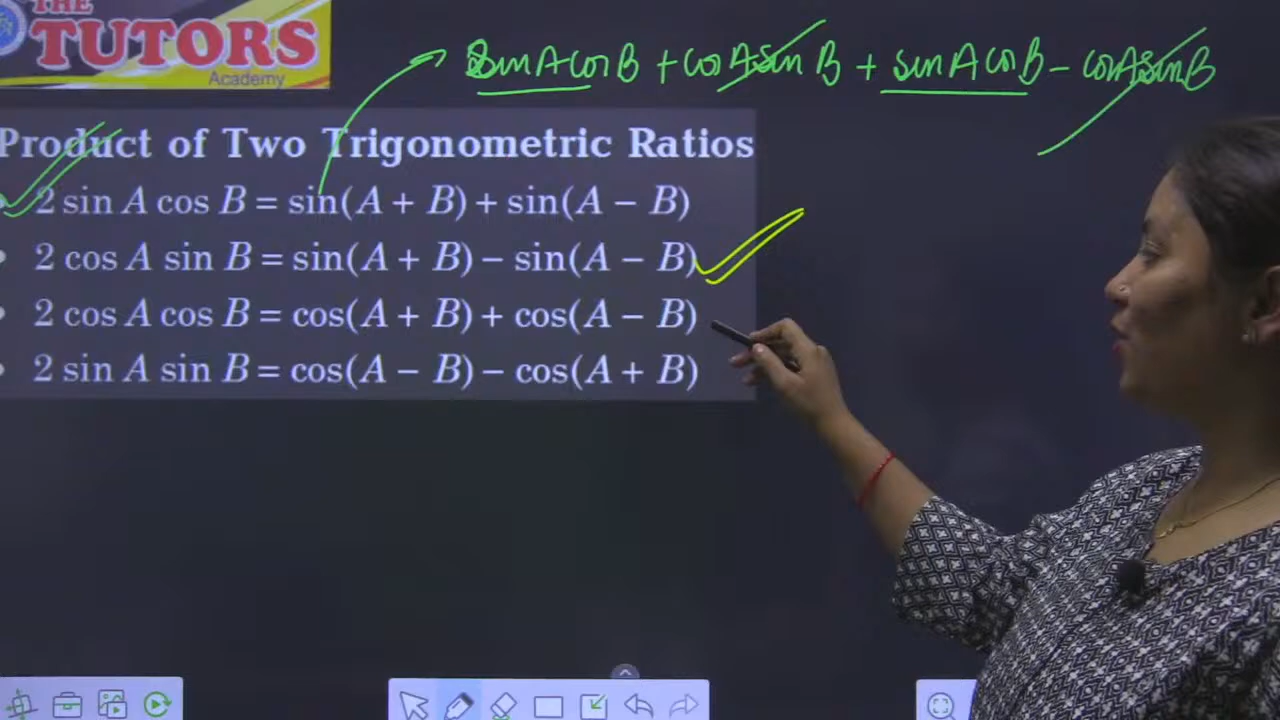 THE
TUTORS
Academy
sinAcosB + cosAsinB + sinAcosB − cosAsinB
Product of Two Trigonometric Ratios
2 sin A cos B = sin(A + B) + sin(A − B)
2 cos A sin B = sin(A + B) − sin(A − B)
2 cos A cos B = cos(A + B) + cos(A − B)
2 sin A sin B = cos(A − B) − cos(A + B)